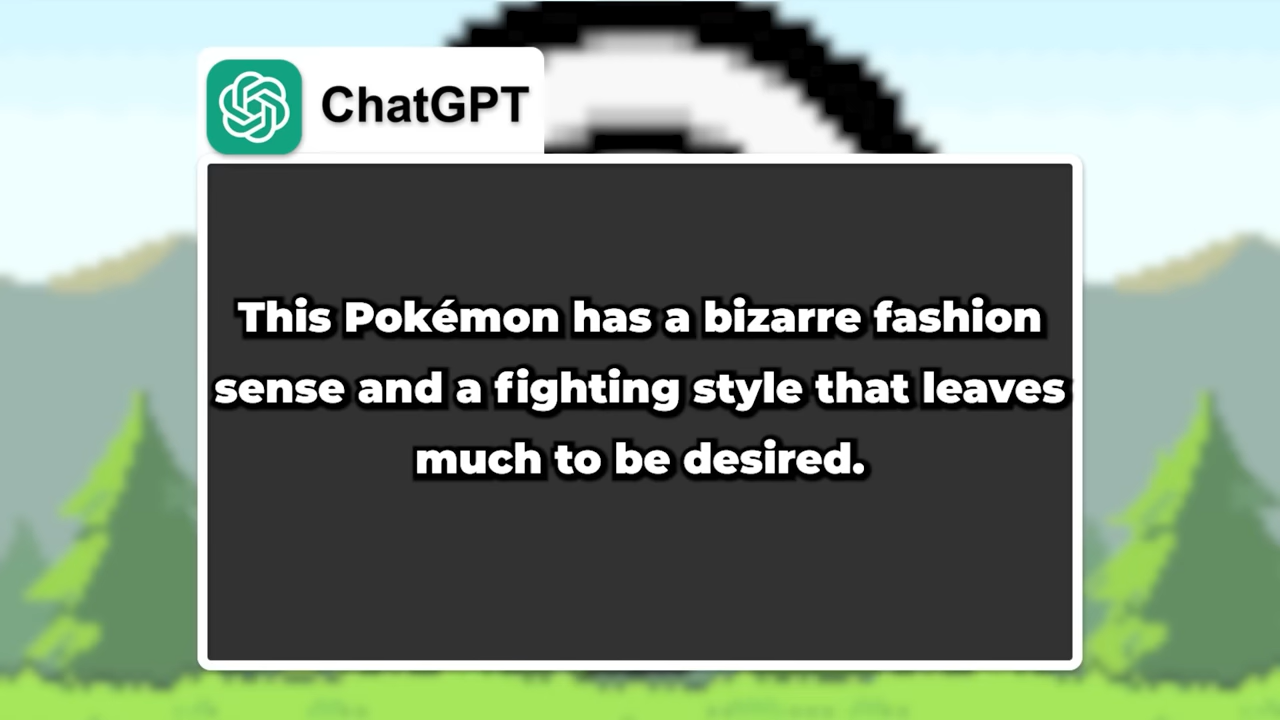 ChatGPT
This Pokémon has a bizarre fashion
sense and a fighting style that leaves
much to be desired.